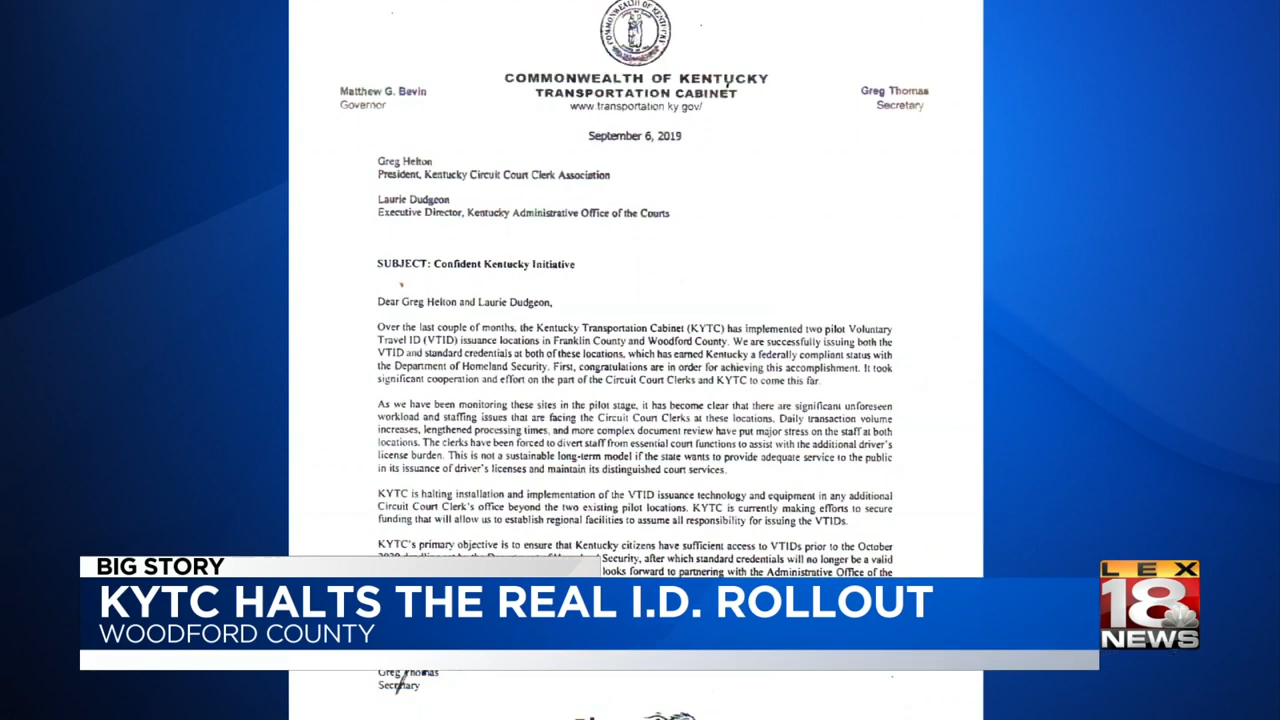 COMMONWEALTH OF KENTUCKY
TRANSPORTATION CABINET
www.transportation.ky.gov/
Matthew G. Bevin
Governor
Greg Thomas
Secretary
September 6, 2019
Greg Helton
President, Kentucky Circuit Court Clerk Association
Laurie Dudgeon
Executive Director, Kentucky Administrative Office of the Courts
SUBJECT: Confident Kentucky Initiative
Dear Greg Helton and Laurie Dudgeon,
Over the last couple of months, the Kentucky Transportation Cabinet (KYTC) has implemented two pilot Voluntary
Travel ID (VTID) issuance locations in Franklin County and Woodford County. We are successfully issuing both the
VTID and standard credentials at both of these locations, which has earned Kentucky a federally compliant status with
the Department of Homeland Security. First, congratulations are in order for achieving this accomplishment. It took
significant cooperation and effort on the part of the Circuit Court Clerks and KYTC to come this far.
As we have been monitoring these sites in the pilot stage, it has become clear that there are significant unforeseen
workload and staffing issues that are facing the Circuit Court Clerks at these locations. Daily transaction volume
increases, lengthened processing times, and more complex document review have put major stress on the staff at both
locations. The clerks have been forced to divert staff from essential court functions to assist with the additional driver's
license burden. This is not a sustainable long-term model if the state wants to provide adequate service to the public
in its issuance of driver's licenses and maintain its distinguished court services.
KYTC is halting installation and implementation of the VTID issuance technology and equipment in any additional
Circuit Court Clerk's office beyond the two existing pilot locations. KYTC is currently making efforts to secure
funding that will allow us to establish regional facilities to assume all responsibility for issuing the VTIDs.
KYTC's primary objective is to ensure that Kentucky citizens have sufficient access to VTIDs prior to the October
Security, after which standard credentials will no longer be a valid
looks forward to partnering with the Administrative Office of the
BIG STORY
KYTC HALTS THE REAL I.D. ROLLOUT
WOODFORD COUNTY
LEX
18
NEWS
Greg Thomas
Secretary